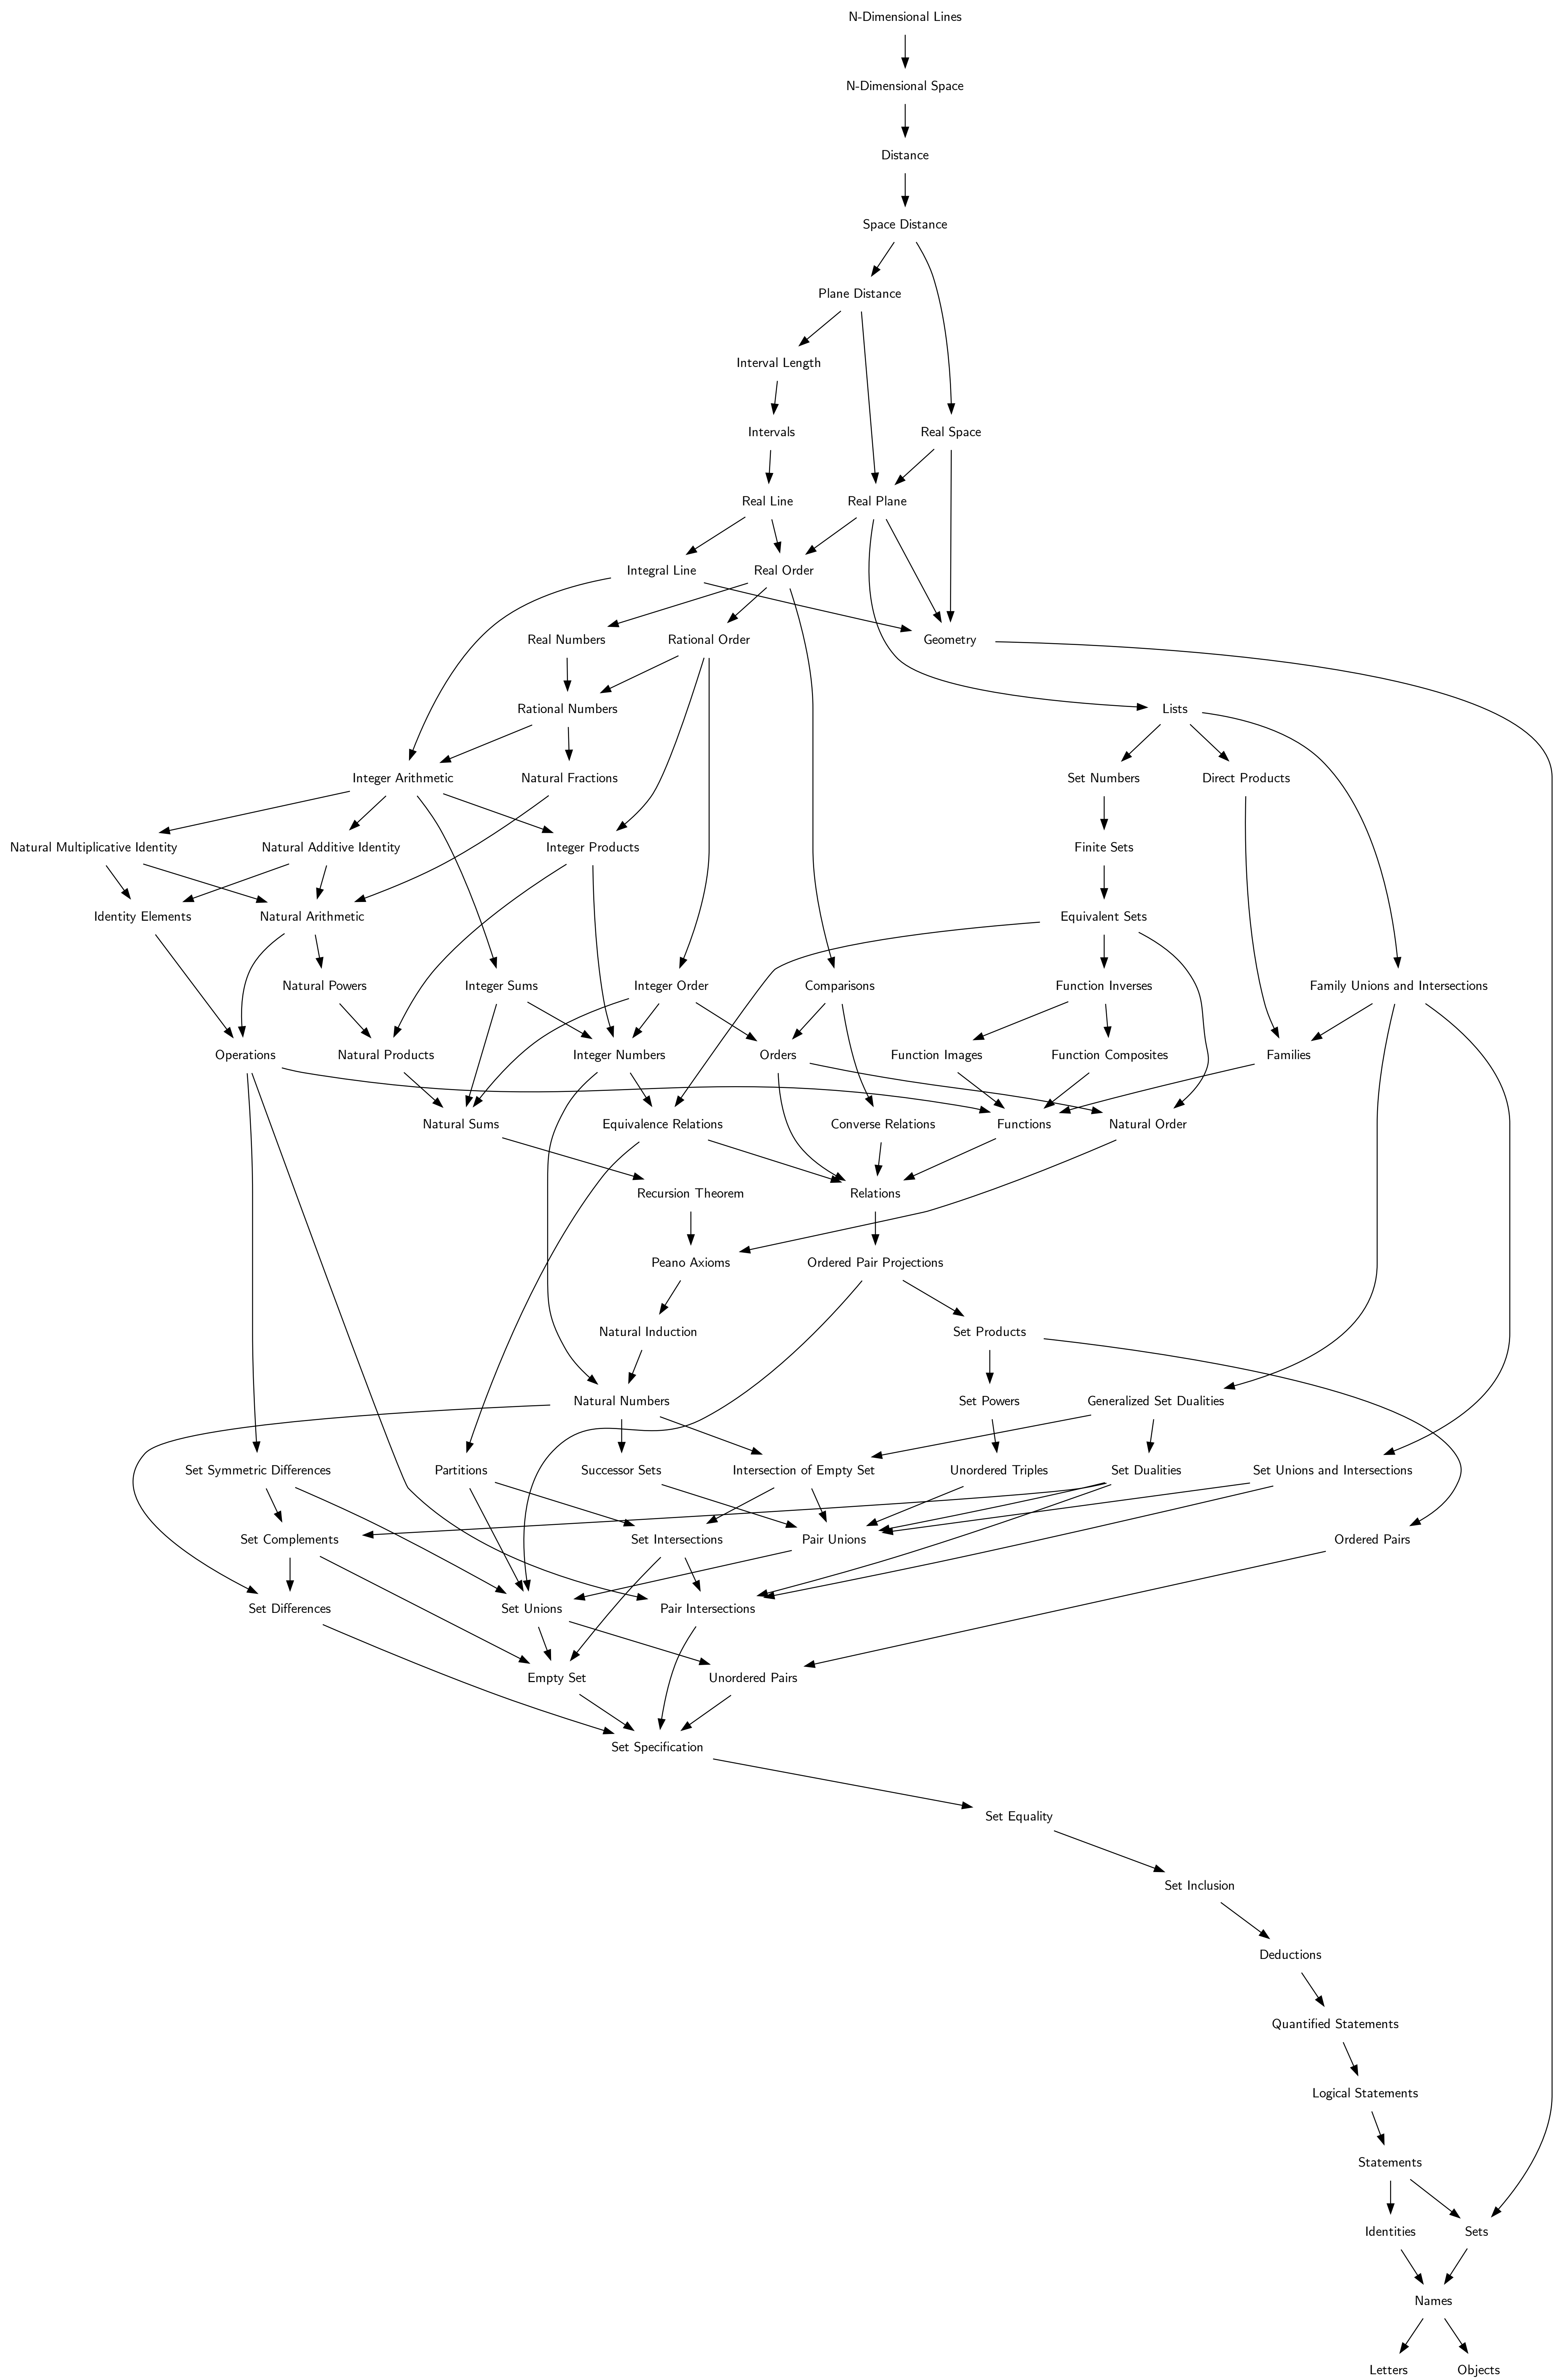 N-Dimensional Lines
N-Dimensional Space
Distance
Space Distance
Plane Distance
Interval Length
Intervals
Real Space
Real Line
Real Plane
Integral Line
Real Order
Real Numbers
Rational Order
Geometry
Rational Numbers
Lists
Integer Arithmetic
Natural Fractions
Set Numbers
Direct Products
Natural Multiplicative Identity
Natural Additive Identity
Integer Products
Finite Sets
Identity Elements
Natural Arithmetic
Equivalent Sets
Natural Powers
Integer Sums
Integer Order
Comparisons
Function Inverses
Family Unions and Intersections
Operations
Natural Products
Integer Numbers
Orders
Function Images
Function Composites
Families
Natural Sums
Equivalence Relations
Converse Relations
Functions
Natural Order
Recursion Theorem
Relations
Peano Axioms
Ordered Pair Projections
Natural Induction
Set Products
Natural Numbers
Set Powers
Generalized Set Dualities
Set Symmetric Differences
Partitions
Successor Sets
Intersection of Empty Set
Unordered Triples
Set Dualities
Set Unions and Intersections
Set Complements
Set Intersections
Pair Unions
Ordered Pairs
Set Differences
Set Unions
Pair Intersections
Empty Set
Unordered Pairs
Set Specification
Set Equality
Set Inclusion
Deductions
Quantified Statements
Logical Statements
Statements
Identities
Sets
Names
Letters
Objects